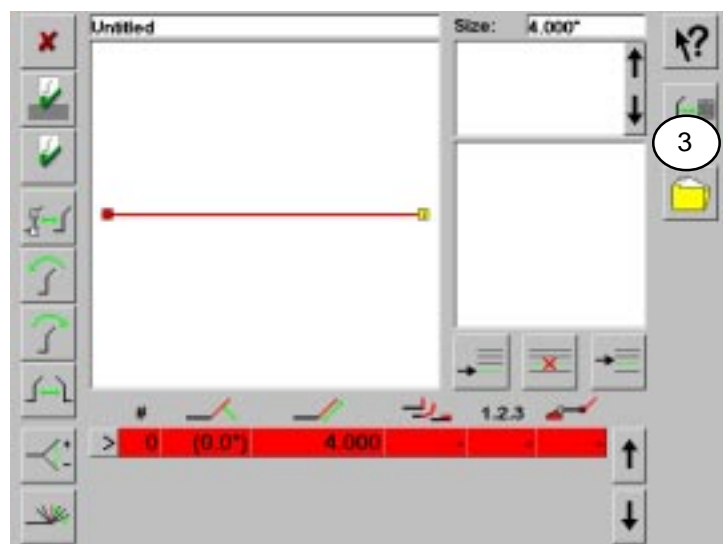 Untitled
Size: 4.000"
?
3
# 1.2.3
> 0 (0.0°) 4.000 - - -